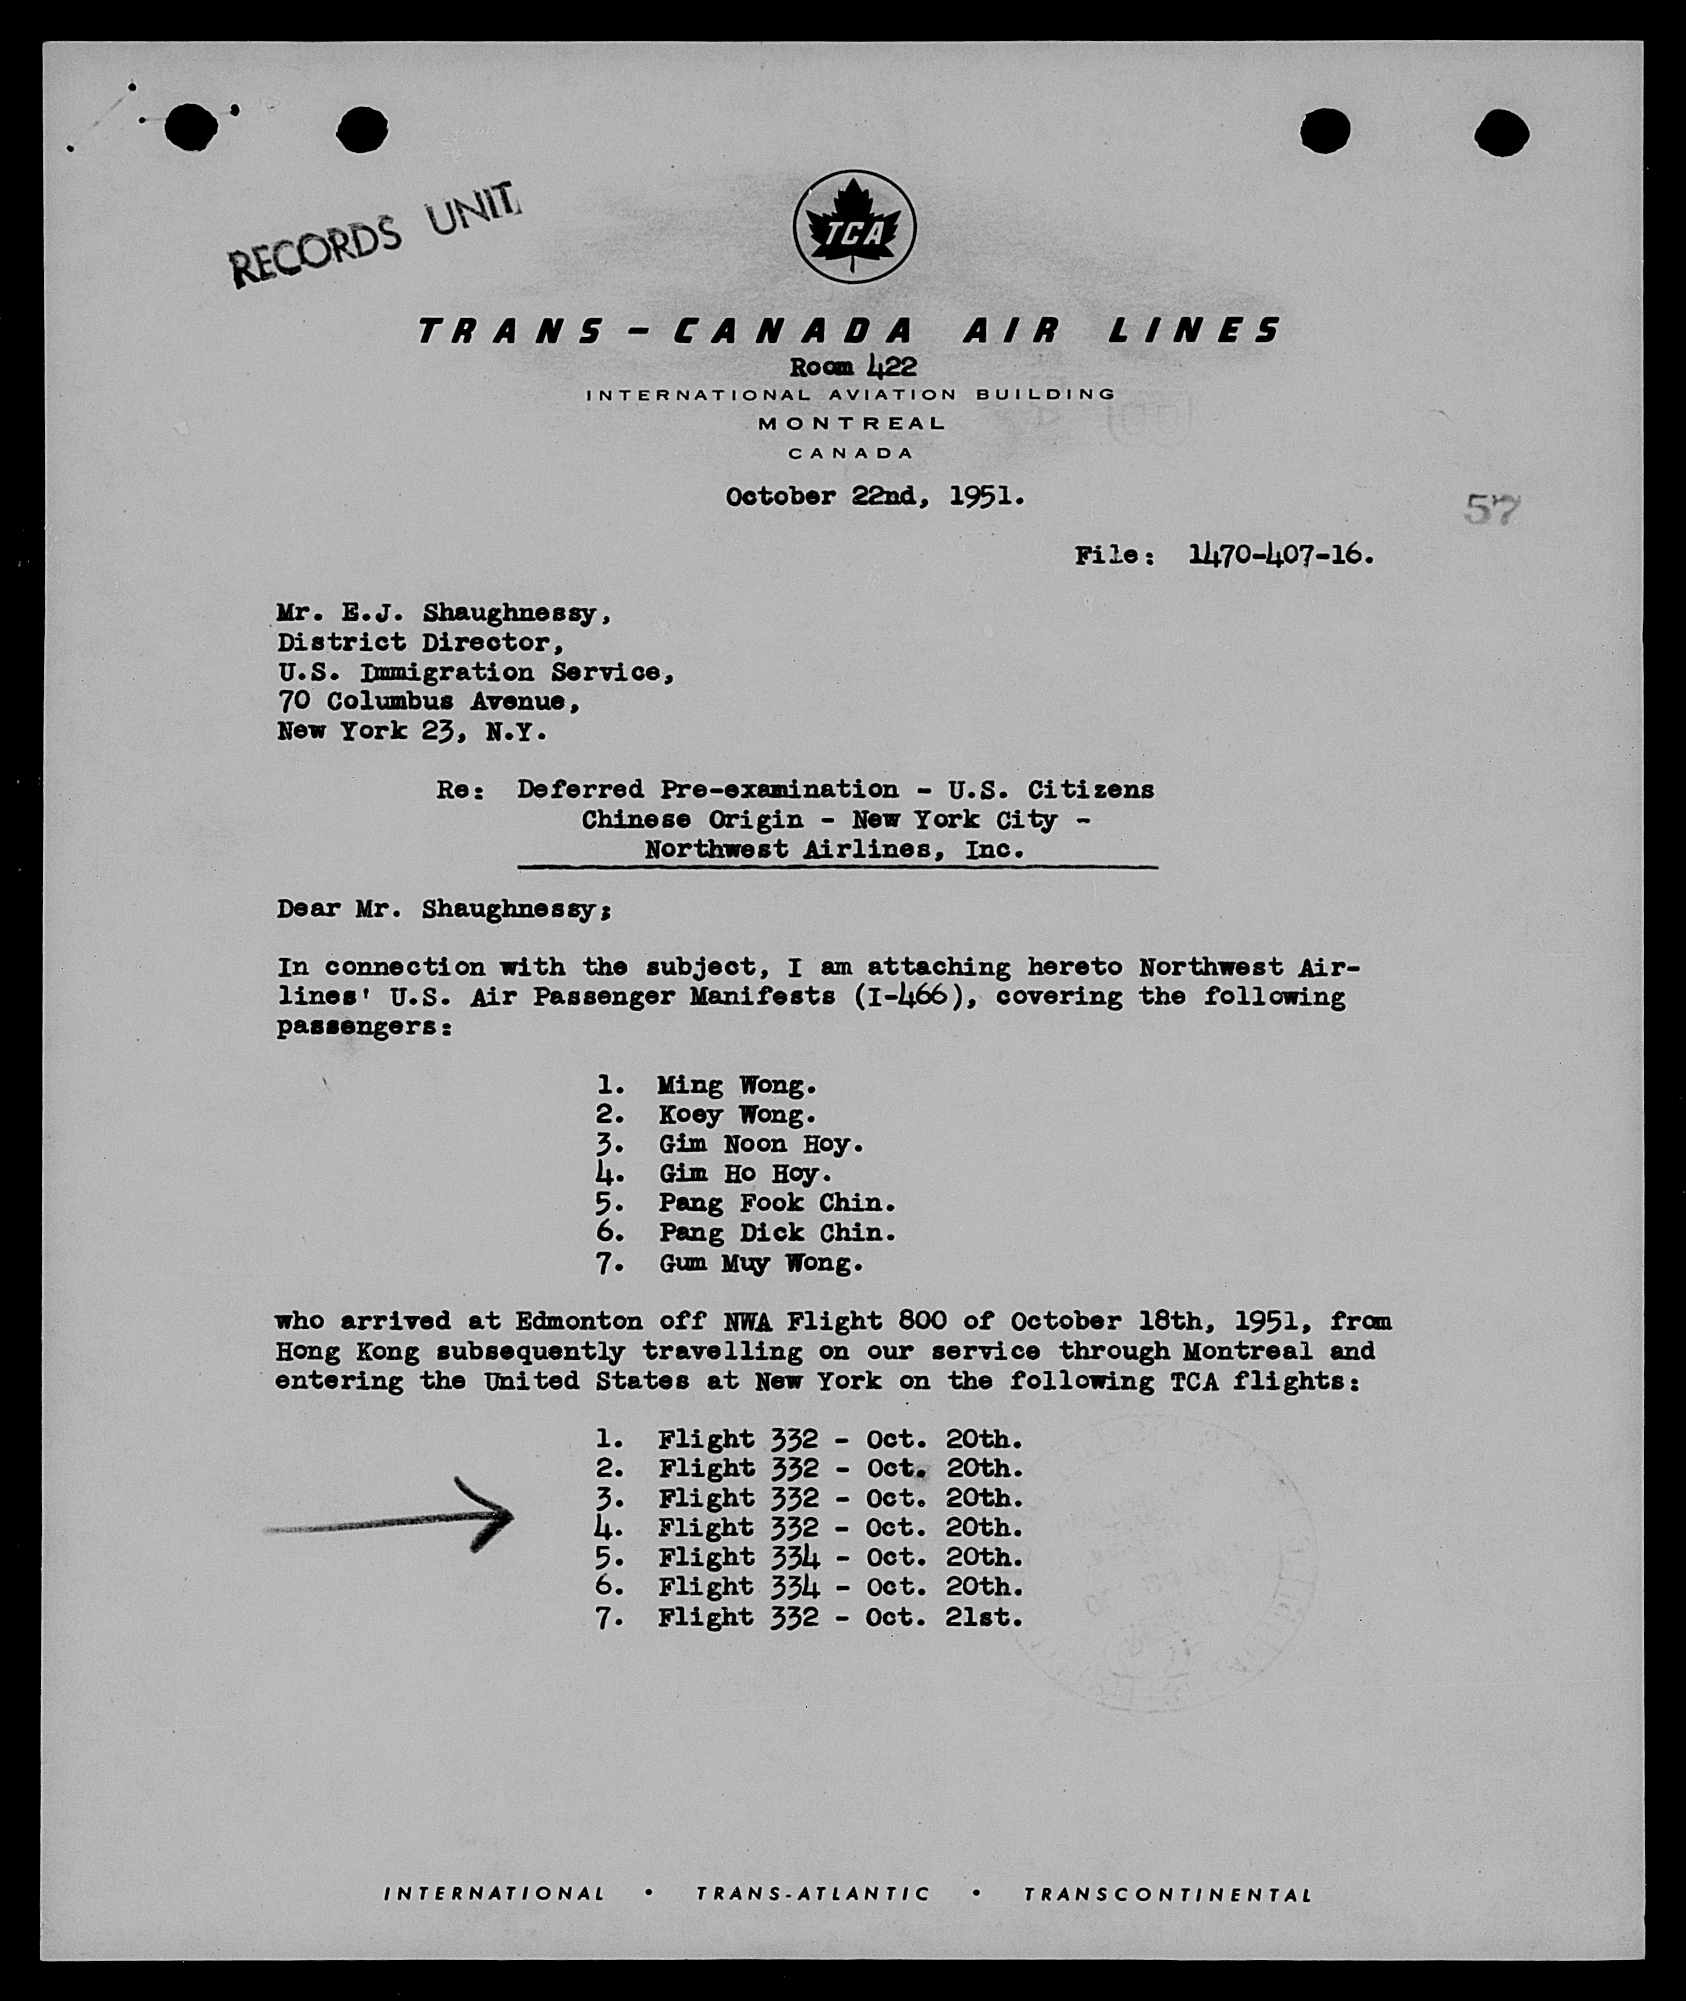 RECORDS UNIT
TCA
TRANS-CANADA AIR LINES
Room 422
INTERNATIONAL AVIATION BUILDING
MONTREAL
CANADA
October 22nd, 1951.
57
File: 1470-407-16.
Mr. E.J. Shaughnessy,
District Director,
U.S. Immigration Service,
70 Columbus Avenue,
New York 23, N.Y.
Re: Deferred Pre-examination - U.S. Citizens
Chinese Origin - New York City -
Northwest Airlines, Inc.
Dear Mr. Shaughnessy;
In connection with the subject, I am attaching hereto Northwest Air-
lines' U.S. Air Passenger Manifests (I-466), covering the following
passengers:
1. Ming Wong.
2. Koey Wong.
3. Gim Noon Hoy.
4. Gim Ho Hoy.
5. Pang Fook Chin.
6. Pang Dick Chin.
7. Gum Muy Wong.
who arrived at Edmonton off NWA Flight 800 of October 18th, 1951, from
Hong Kong subsequently travelling on our service through Montreal and
entering the United States at New York on the following TCA flights:
1. Flight 332 - Oct. 20th.
2. Flight 332 - Oct. 20th.
3. Flight 332 - Oct. 20th.
4. Flight 332 - Oct. 20th.
5. Flight 334 - Oct. 20th.
6. Flight 334 - Oct. 20th.
7. Flight 332 - Oct. 21st.
INTERNATIONAL • TRANS-ATLANTIC • TRANSCONTINENTAL